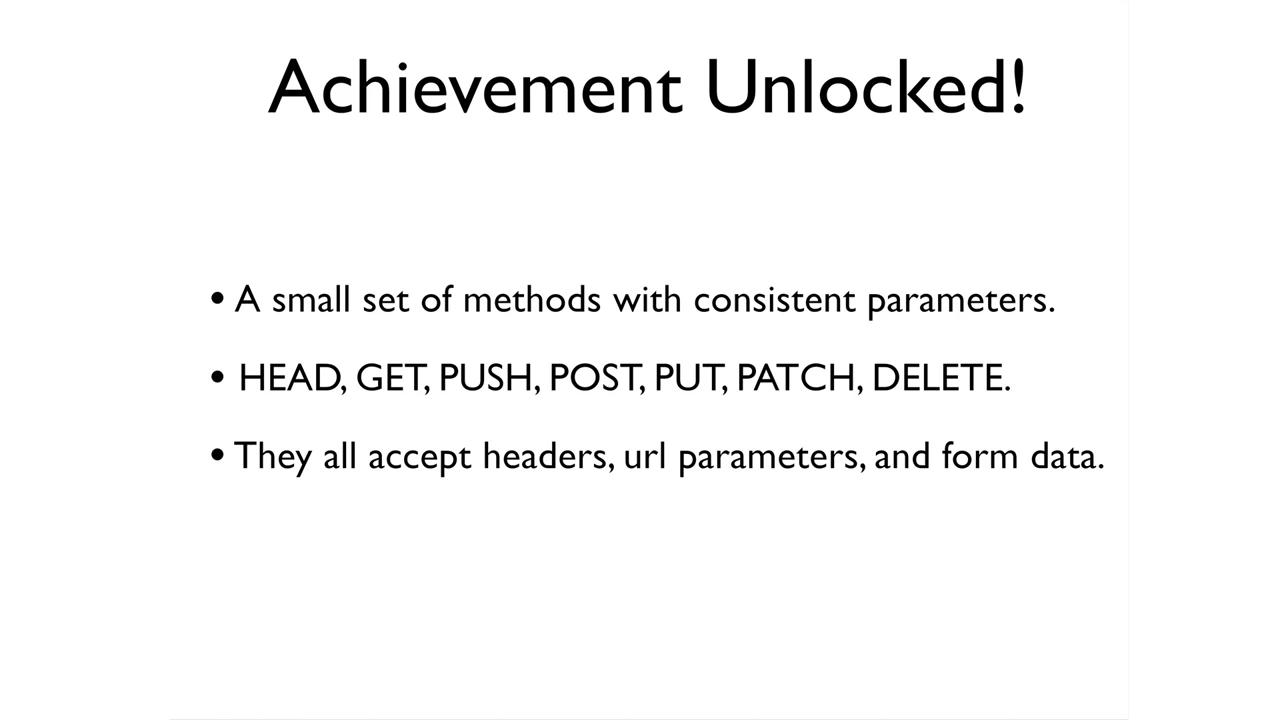 Achievement Unlocked!
• A small set of methods with consistent parameters.
• HEAD, GET, PUSH, POST, PUT, PATCH, DELETE.
• They all accept headers, url parameters, and form data.